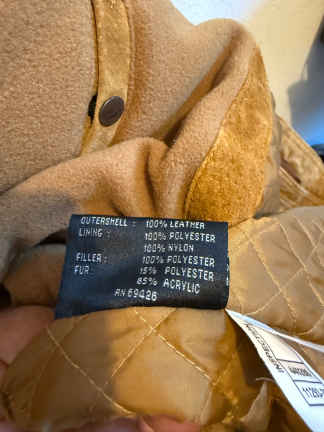 OUTERSHELL : 100% LEATHER
LINING : 100% POLYESTER
100% NYLON
FILLER : 100% POLYESTER
FUR 15% POLYESTER
85% ACRYLIC
RN 69426